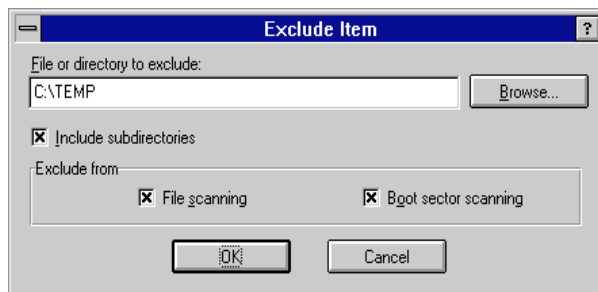 Exclude Item
?
File or directory to exclude:
C:\TEMP
Browse...
Include subdirectories
Exclude from
File scanning
Boot sector scanning
OK
Cancel